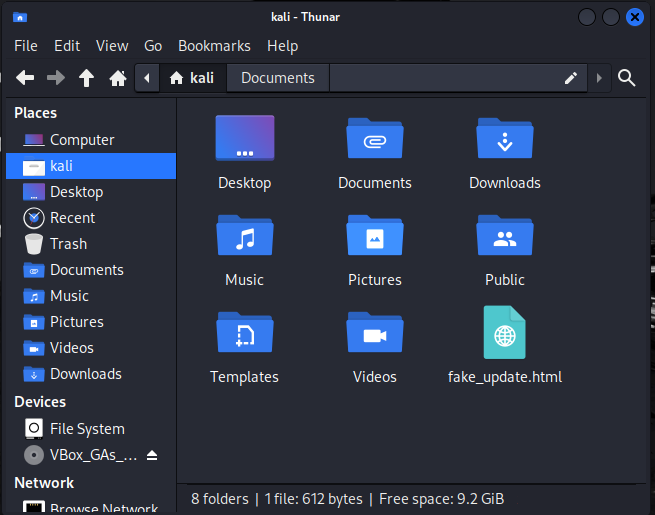 kali - Thunar
File Edit View Go Bookmarks Help
kali Documents
Places
Computer
kali
Desktop
Recent
Trash
Documents
Music
Pictures
Videos
Downloads
Devices
File System
VBox_GAs_...
Network
Browse Network
Desktop Documents Downloads
Music Pictures Public
Templates Videos fake_update.html
8 folders | 1 file: 612 bytes | Free space: 9.2 GiB